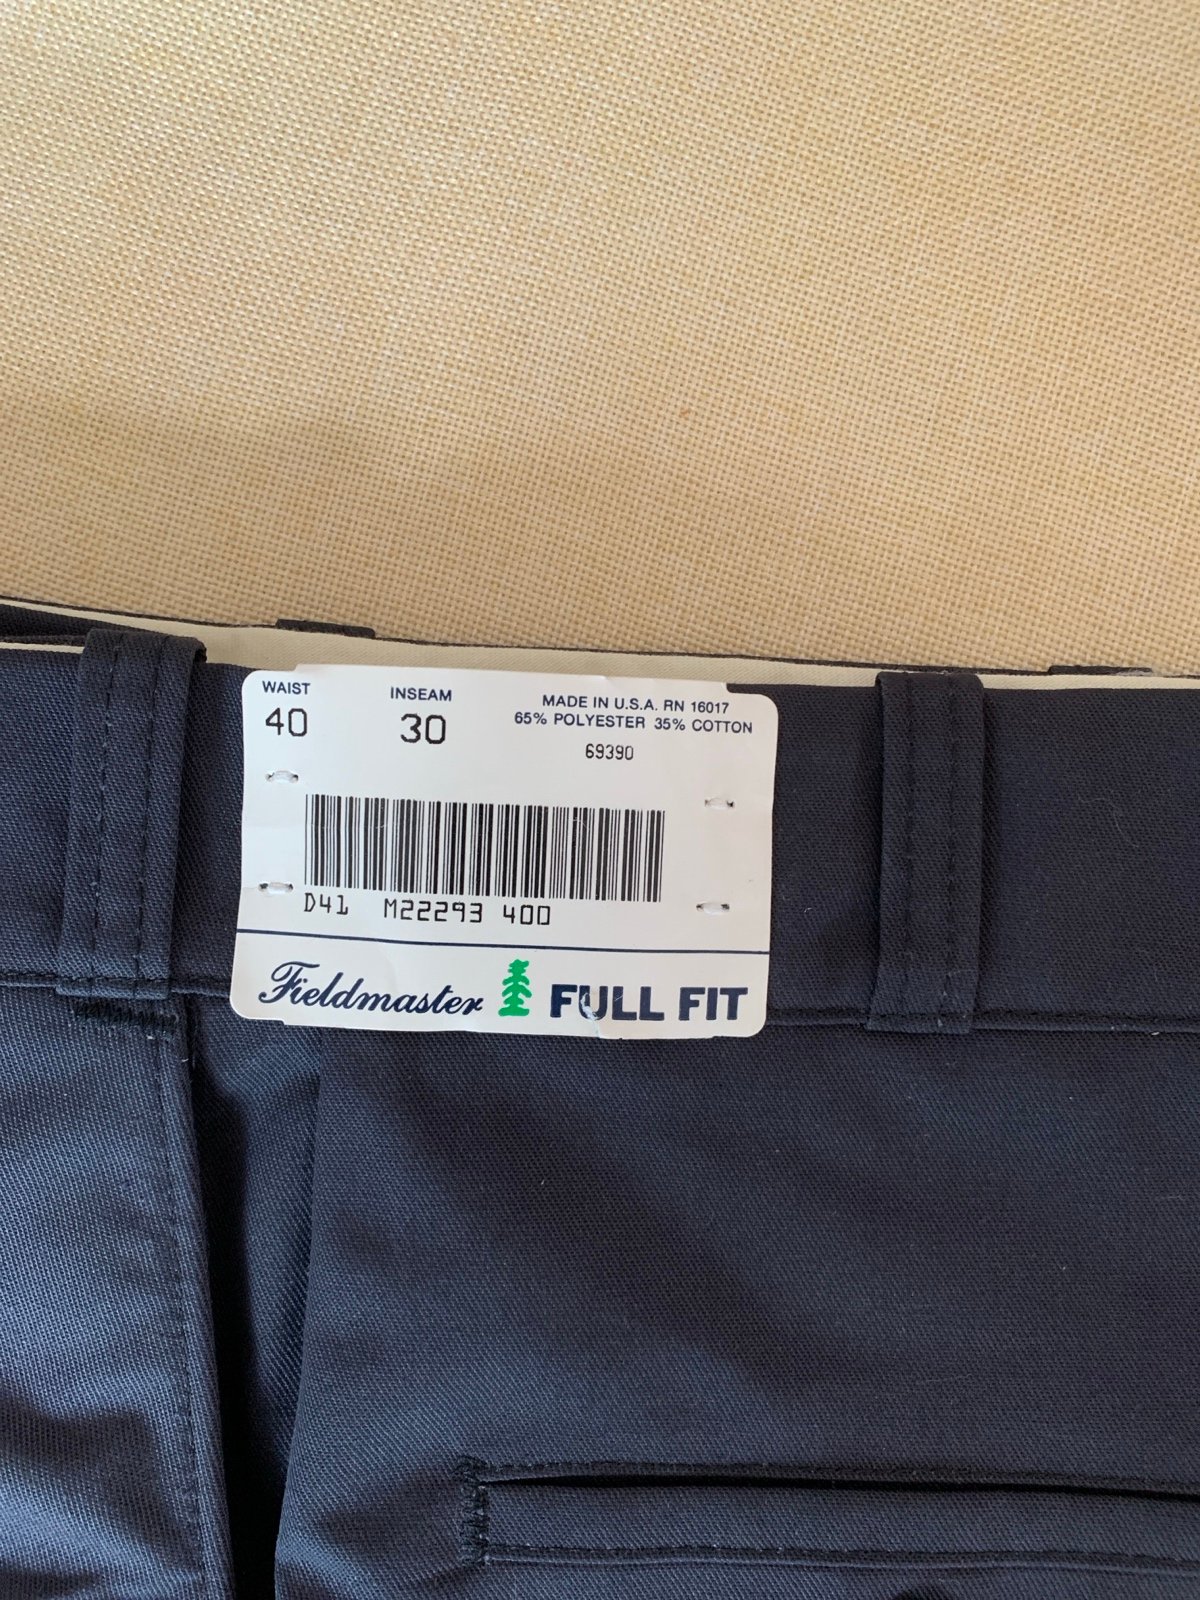 WAIST
40
INSEAM
30
MADE IN U.S.A. RN 16017
65% POLYESTER 35% COTTON
69390
D41 M22293 400
Fieldmaster FULL FIT